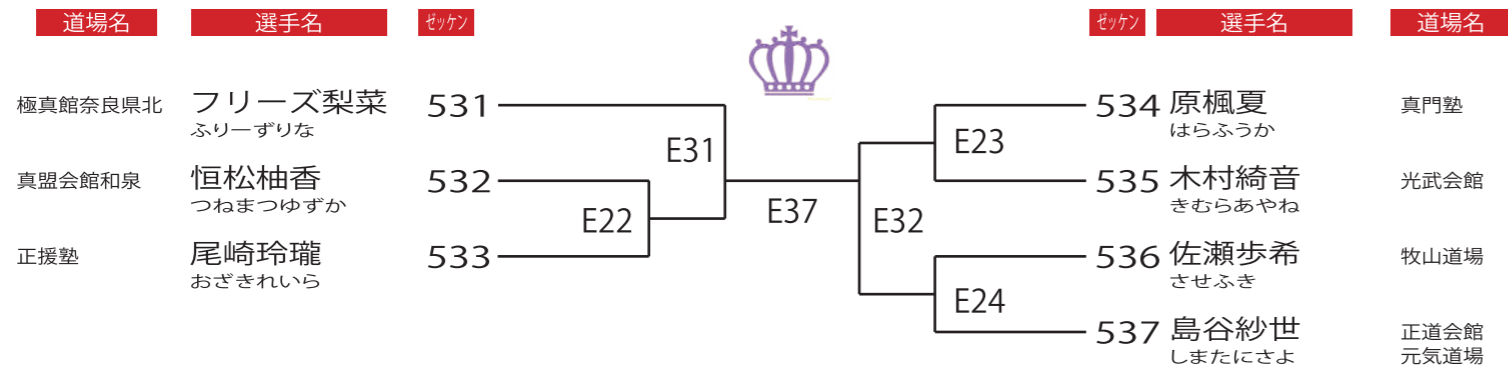 道場名 選手名 ゼッケン ゼッケン 選手名 道場名
極真館奈良県北 フリーズ梨菜 531 534 原楓夏 真門塾
ふりーずりな はらふうか
E31 E23
真盟会館和泉 恒松柚香 532 535 木村綺音 光武会館
つねまつゆずか きむらあやね
E22 E37 E32
正援塾 尾崎玲瓏 533 536 佐瀬歩希 牧山道場
おざきれいら させふき
E24
537 島谷紗世 正道会館
しまたにさよ 元気道場